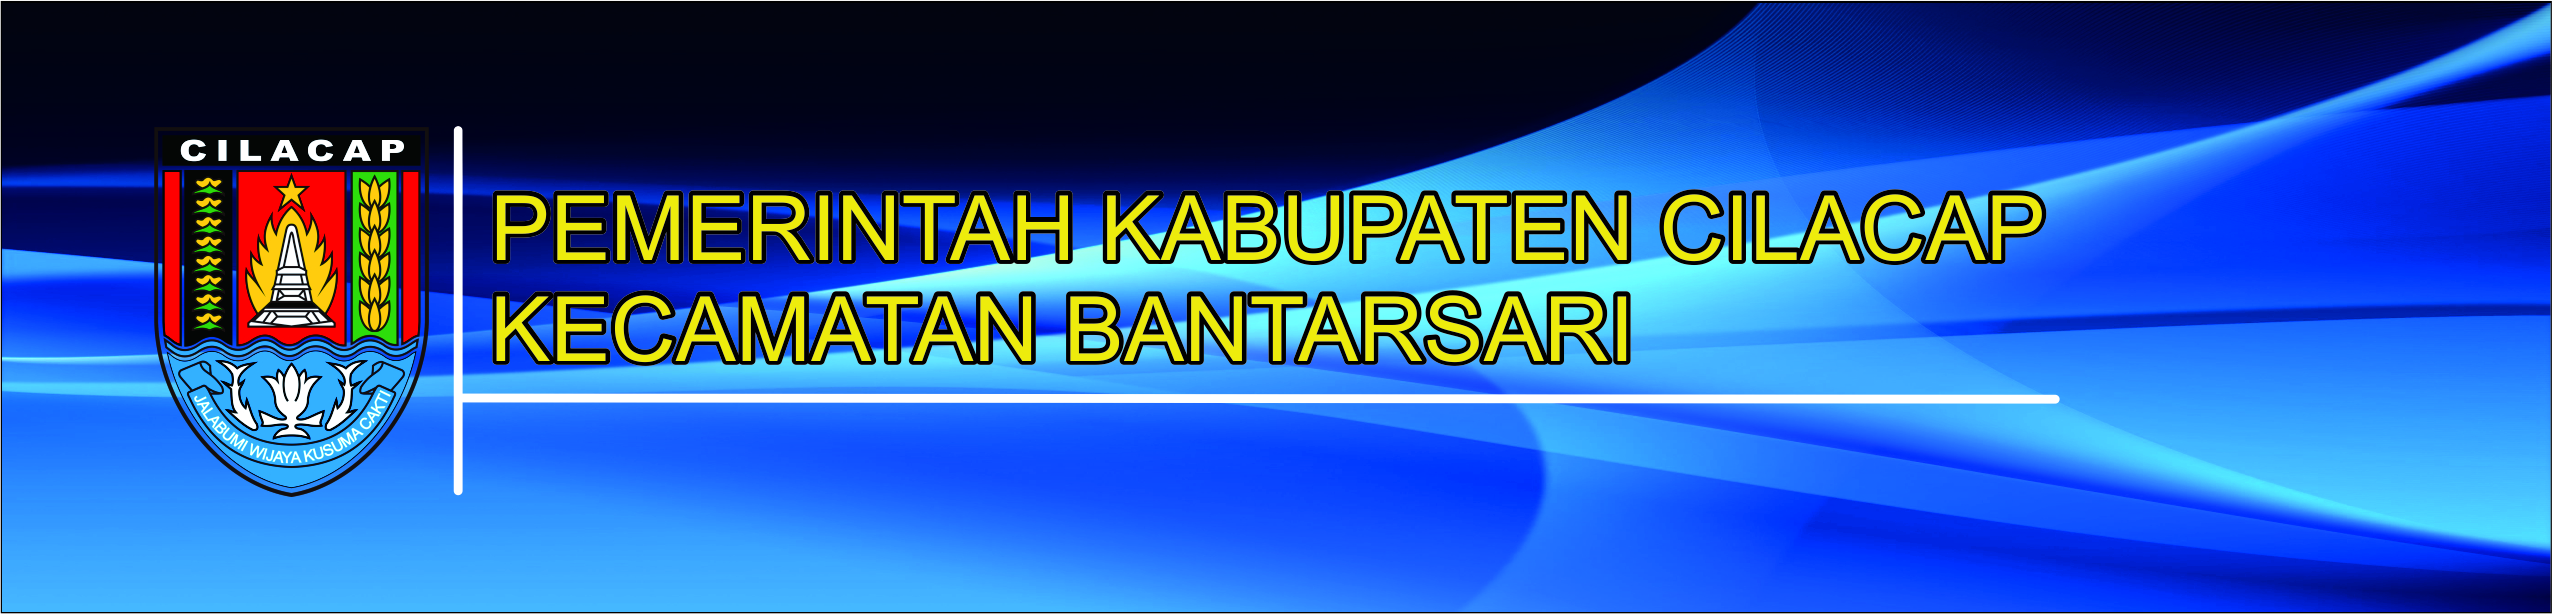 CILACAP
JALABUMI WIJAYA KUSUMA CAKTI
PEMERINTAH KABUPATEN CILACAP
KECAMATAN BANTARSARI